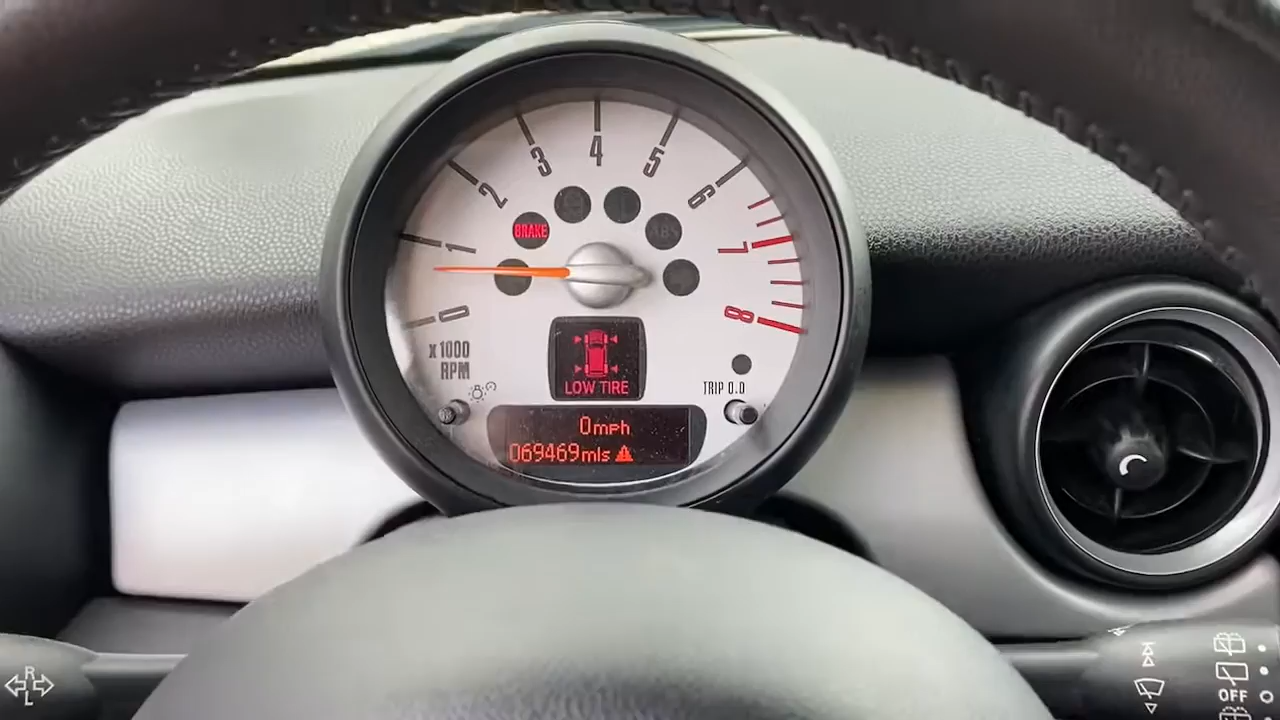 4
3
5
2
6
BRAKE
ABS
1
7
0
8
x1000
RPM
LOW TIRE
TRIP 0.0
0mph
069469mls
R
L
OFF